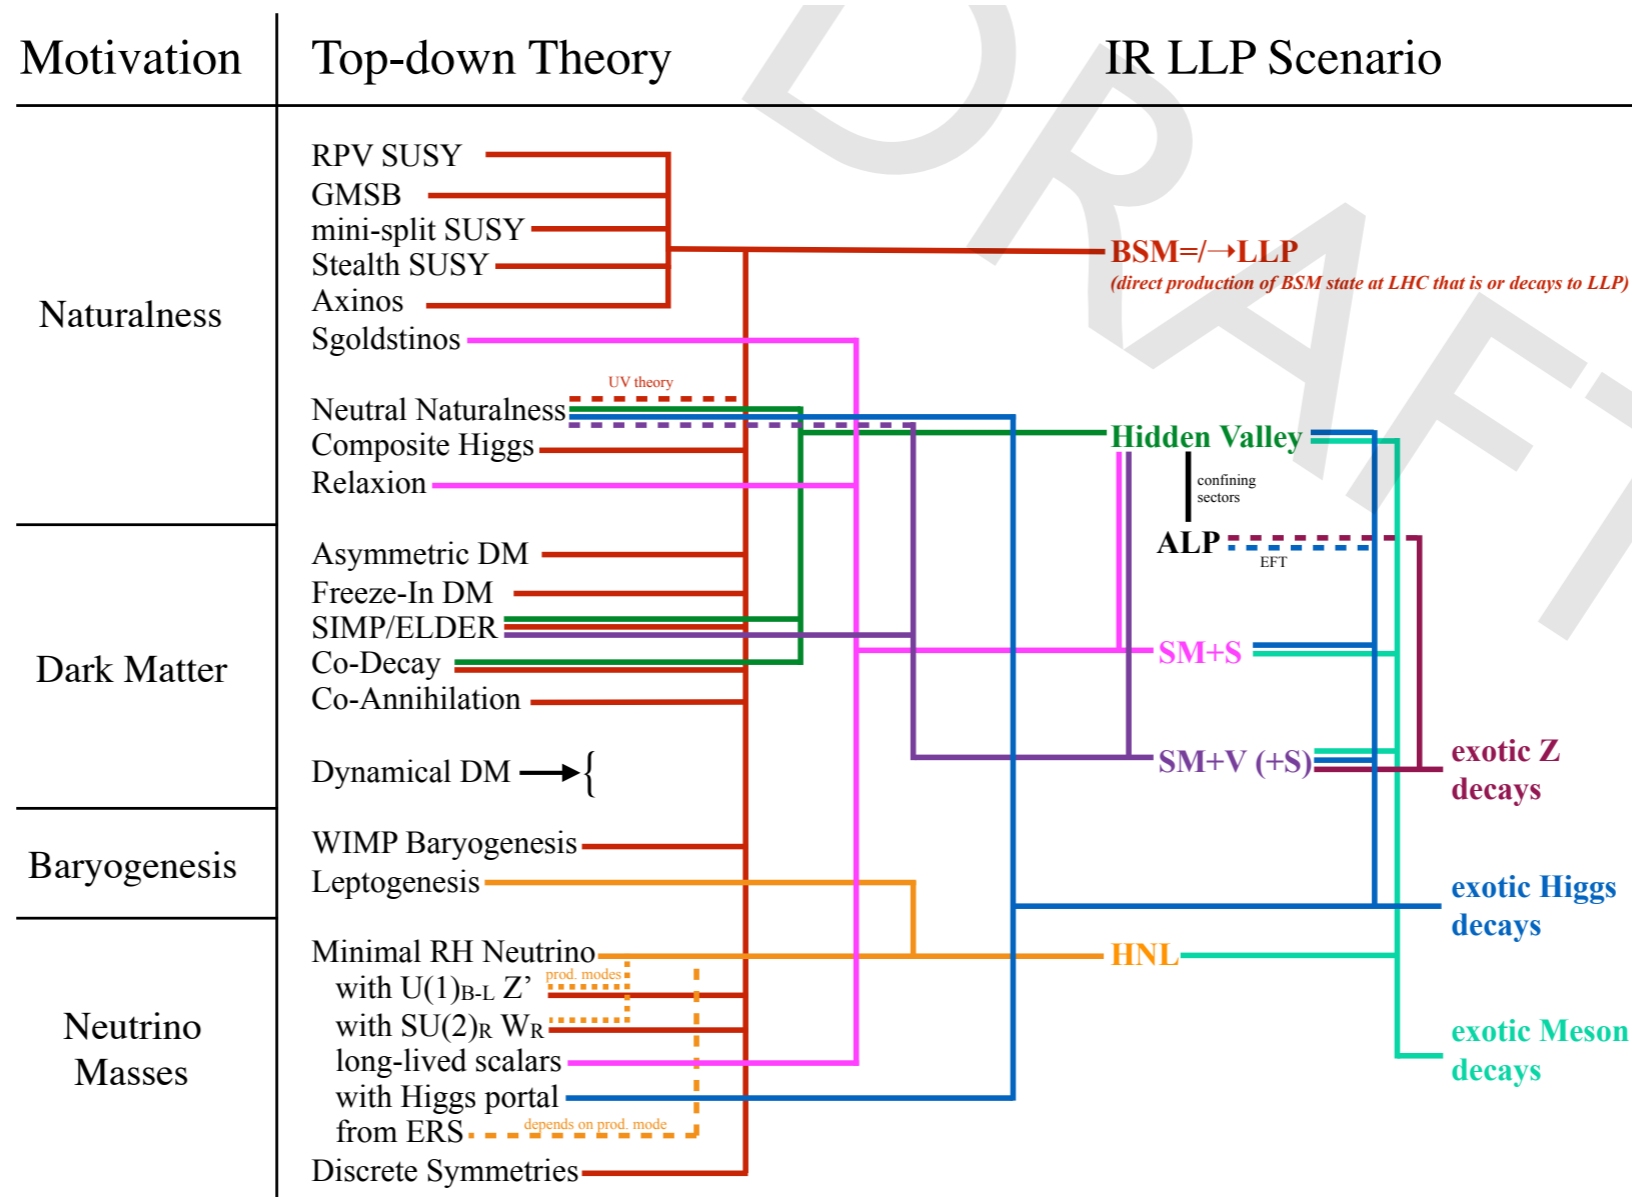 Motivation
Top-down Theory
IR LLP Scenario
DRAFT
Naturalness
RPV SUSY
GMSB
mini-split SUSY
Stealth SUSY
Axinos
Sgoldstinos
UV theory
Neutral Naturalness
Composite Higgs
Relaxion
BSM=/→LLP
(direct production of BSM state at LHC that is or decays to LLP)
Hidden Valley
confining
sectors
ALP
EFT
Dark Matter
Asymmetric DM
Freeze-In DM
SIMP/ELDER
Co-Decay
Co-Annihilation
Dynamical DM {
SM+S
SM+V (+S)
exotic Z
decays
Baryogenesis
WIMP Baryogenesis
Leptogenesis
exotic Higgs
decays
Neutrino
Masses
Minimal RH Neutrino
prod. modes
with U(1)B-L Z’
with SU(2)R WR
long-lived scalars
with Higgs portal
from ERS
depends on prod. mode
Discrete Symmetries
HNL
exotic Meson
decays